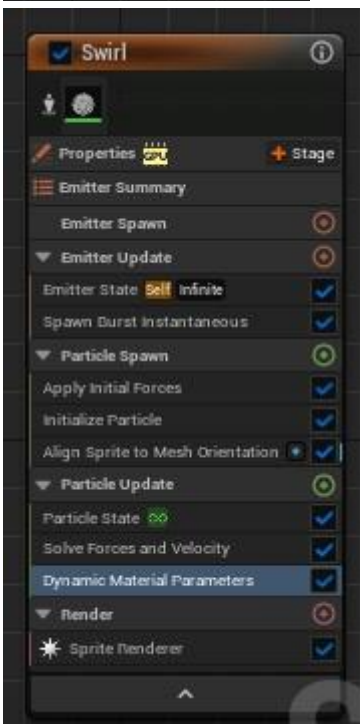 Swirl
Properties GPU + Stage
Emitter Summary
Emitter Spawn
Emitter Update
Emitter State Self Infinite
Spawn Burst Instantaneous
Particle Spawn
Apply Initial Forces
Initialize Particle
Align Sprite to Mesh Orientation
Particle Update
Particle State
Solve Forces and Velocity
Dynamic Material Parameters
Render
Sprite Renderer